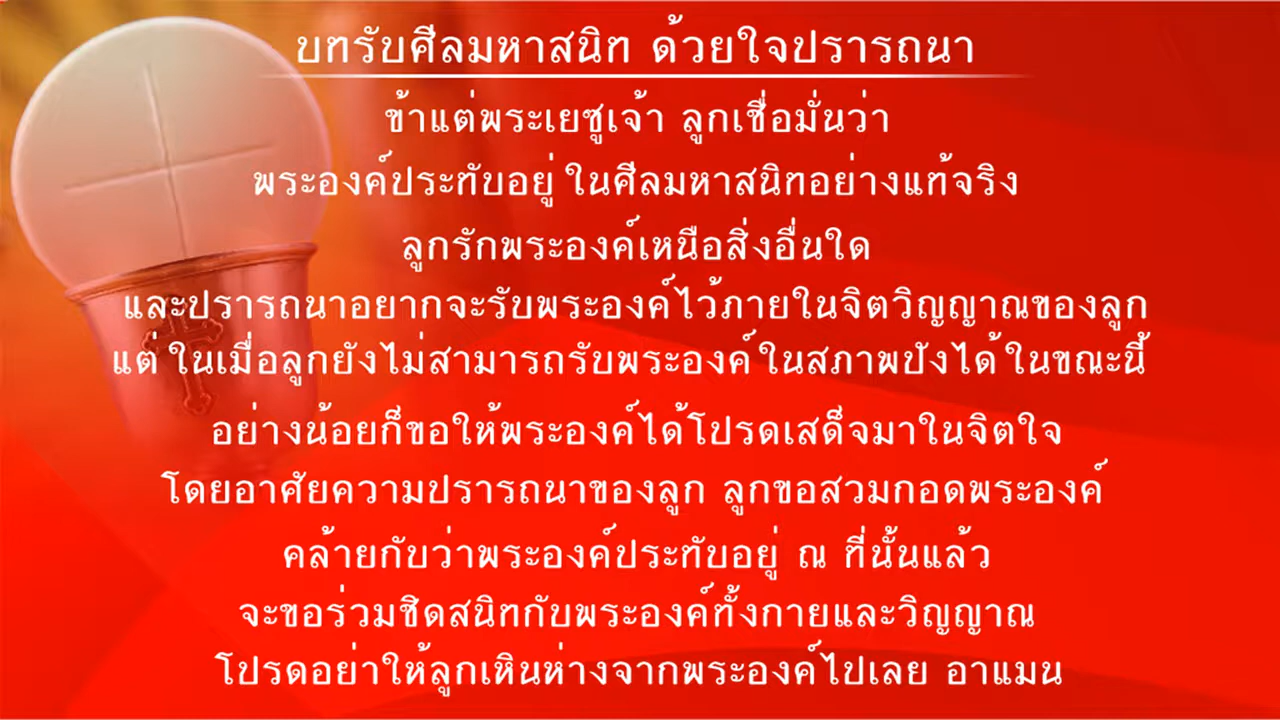 บทรับศีลมหาสนิท ด้วยใจปรารถนา
ข้าแต่พระเยซูเจ้า ลูกเชื่อมั่นว่า
พระองค์ประทับอยู่ ในศีลมหาสนิทอย่างแท้จริง
ลูกรักพระองค์เหนือสิ่งอื่นใด
และปรารถนาอยากจะรับพระองค์ไว้ภายในจิตวิญญาณของลูก
แต่ ในเมื่อลูกยังไม่สามารถรับพระองค์ ในสภาพปังได้ ในขณะนี้
อย่างน้อยก็ขอให้พระองค์ได้โปรดเสด็จมาในจิตใจ
โดยอาศัยความปรารถนาของลูก ลูกขอสวมกอดพระองค์
คล้ายกับว่าพระองค์ประทับอยู่ ณ ที่นั้นแล้ว
จะขอร่วมชิดสนิทกับพระองค์ทั้งกายและวิญญาณ
โปรดอย่าให้ลูกเหินห่างจากพระองค์ไปเลย อาแมน